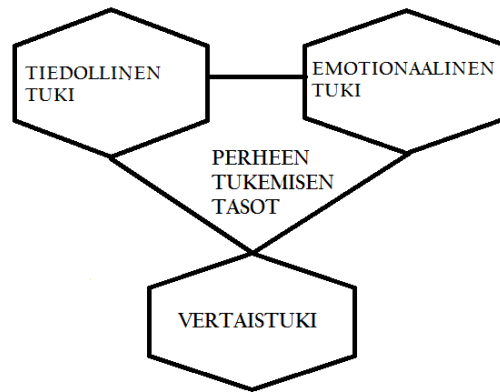 TIEDOLLINEN
TUKI
EMOTIONAALINEN
TUKI
PERHEEN
TUKEMISEN
TASOT
VERTAISTUKI